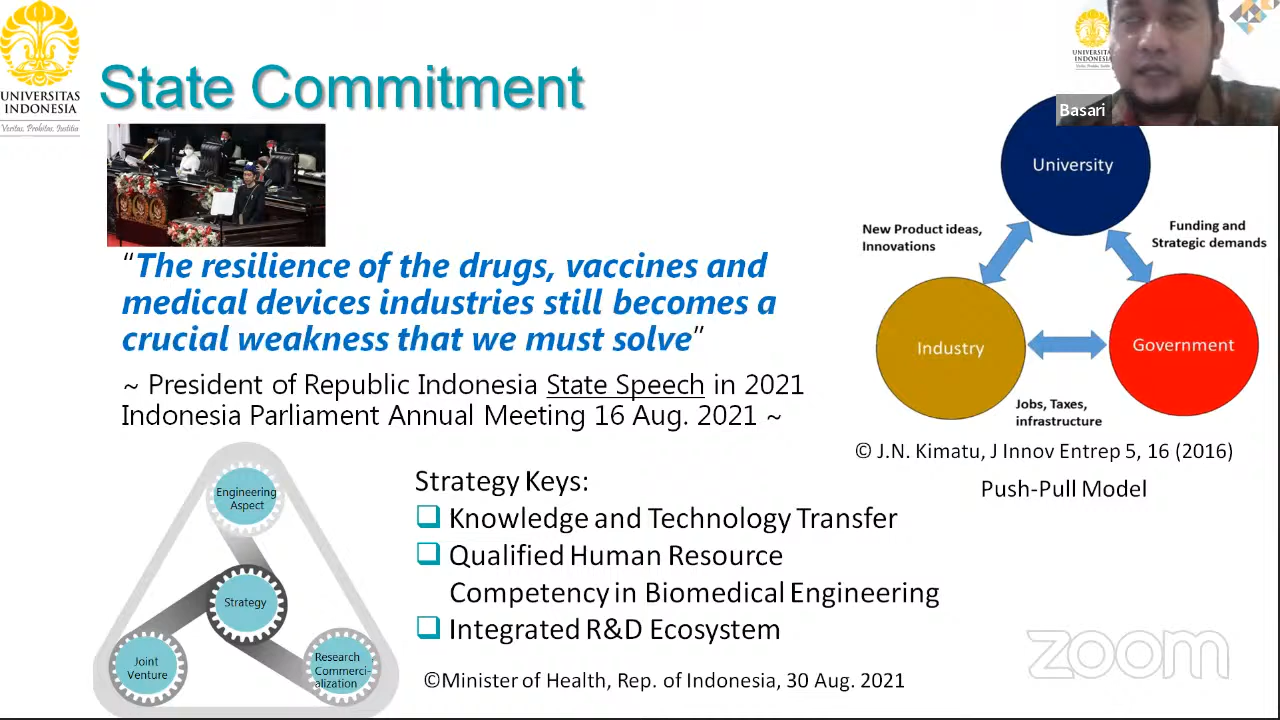 UNIVERSITAS
INDONESIA
Veritas, Probitas, Iustitia
State Commitment
Basari
University
New Product ideas,
Innovations
Funding and
Strategic demands
Industry
Government
Jobs, Taxes,
infrastructure
© J.N. Kimatu, J Innov Entrep 5, 16 (2016)
Push-Pull Model
“The resilience of the drugs, vaccines and
medical devices industries still becomes a
crucial weakness that we must solve”
~ President of Republic Indonesia State Speech in 2021
Indonesia Parliament Annual Meeting 16 Aug. 2021 ~
Engineering
Aspect
Strategy
Joint
Venture
Research
Commerci-
alization
Strategy Keys:
Knowledge and Technology Transfer
Qualified Human Resource
Competency in Biomedical Engineering
Integrated R&D Ecosystem
©Minister of Health, Rep. of Indonesia, 30 Aug. 2021
zoom